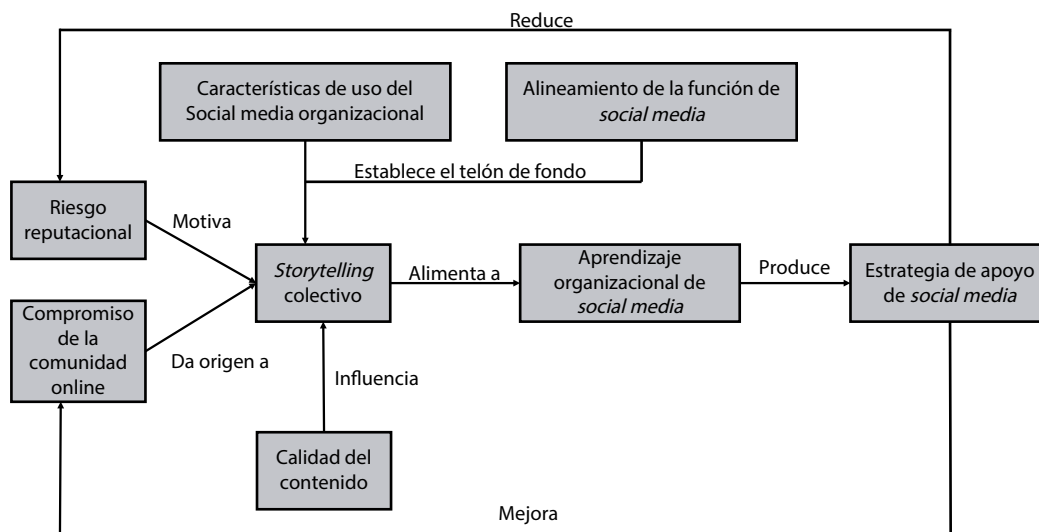 Reduce
Características de uso del
Social media organizacional
Alineamiento de la función de
social media
Establece el telón de fondo
Riesgo
reputacional
Motiva
Storytelling
colectivo
Alimenta a
Aprendizaje
organizacional de
social media
Produce
Estrategia de apoyo
de social media
Compromiso
de la
comunidad
online
Da origen a
Influencia
Calidad del
contenido
Mejora